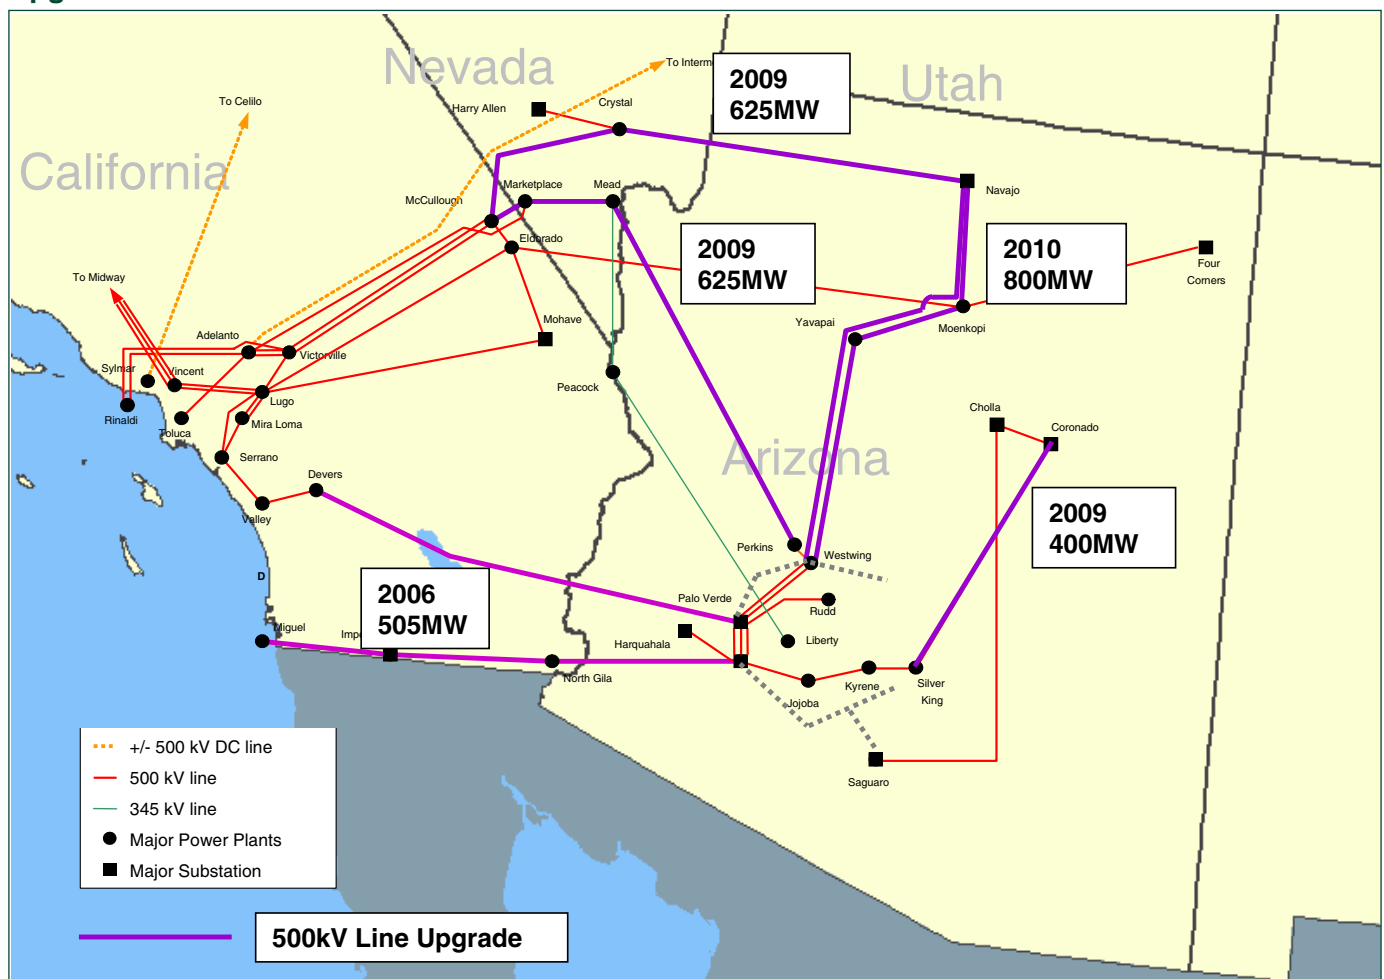 Nevada
Utah
California
Arizona
To Interm
2009
625MW
Harry Allen
Crystal
To Celilo
Marketplace
Mead
McCullough
Navajo
Eldorado
2009
625MW
2010
800MW
Four
Corners
To Midway
Mohave
Yavapai
Moenkopi
Adelanto
Victorville
Sylmar
Vincent
Lugo
Peacock
Rinaldi
Toluca
Mira Loma
Cholla
Coronado
Serrano
Devers
Valley
2009
400MW
Perkins
Westwing
D
2006
505MW
Palo Verde
Rudd
Miguel
Impe
Harquahala
Liberty
North Gila
Jojoba
Kyrene
Silver
King
Saguaro
+/- 500 kV DC line
500 kV line
345 kV line
Major Power Plants
Major Substation
500kV Line Upgrade